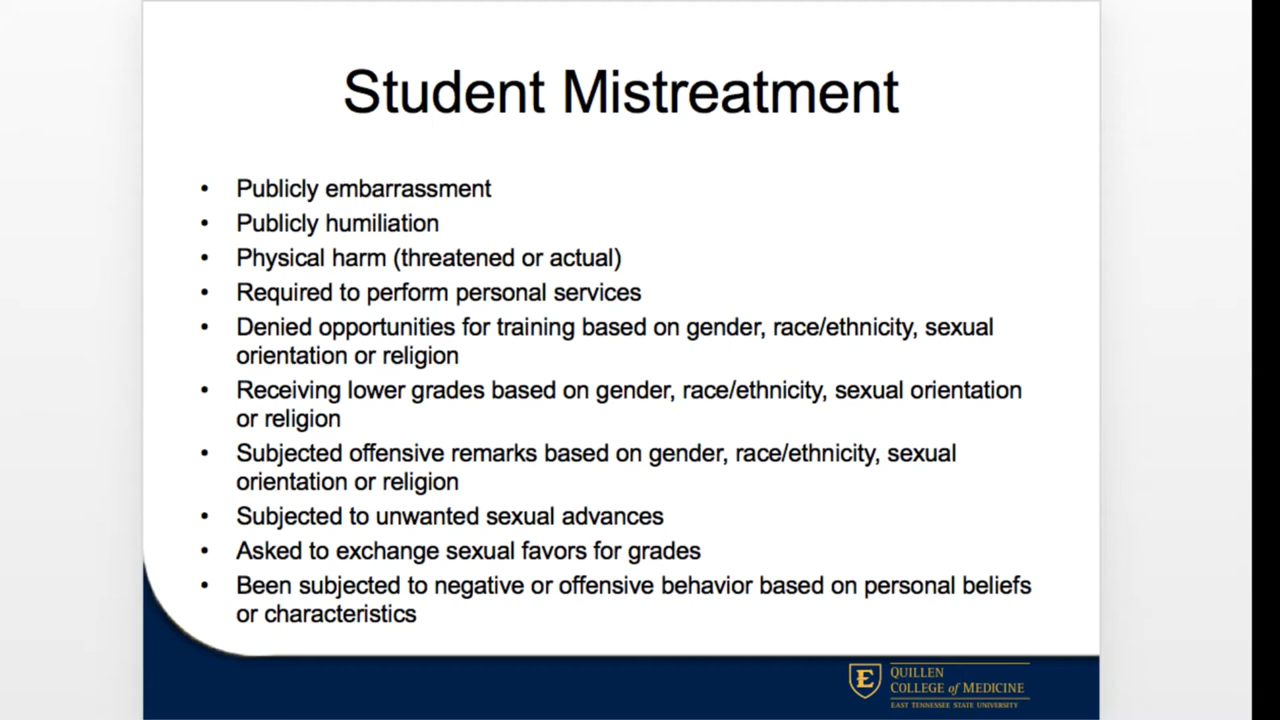 Student Mistreatment
• Publicly embarrassment
• Publicly humiliation
• Physical harm (threatened or actual)
• Required to perform personal services
• Denied opportunities for training based on gender, race/ethnicity, sexual
orientation or religion
• Receiving lower grades based on gender, race/ethnicity, sexual orientation
or religion
• Subjected offensive remarks based on gender, race/ethnicity, sexual
orientation or religion
• Subjected to unwanted sexual advances
• Asked to exchange sexual favors for grades
• Been subjected to negative or offensive behavior based on personal beliefs
or characteristics
E
QUILLEN
COLLEGE of MEDICINE
EAST TENNESSEE STATE UNIVERSITY